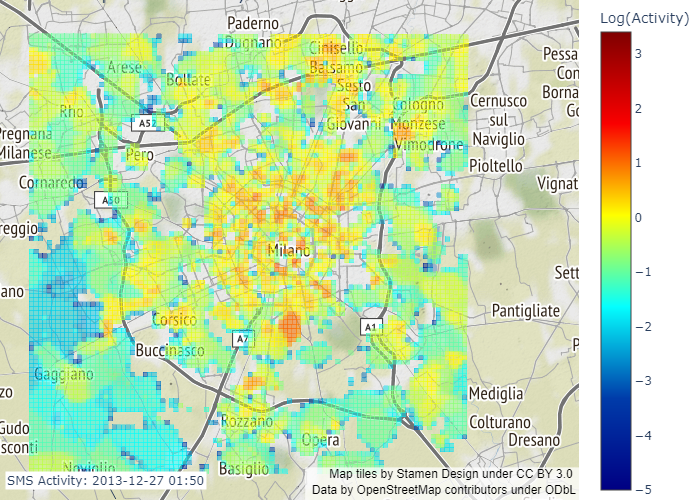 Log(Activity)
Paderno
Dugnano
Cinisello
Balsamo
Arese
Bollate
Sesto
San
Giovanni
Pessa
Con
Borna
Go
Rho
A52
Cologno
Monzese
Cernusco
sul
Naviglio
Pregnana
Milanese
Pero
Vimodrone
Pioltello
Cornaredo
A50
Vignat
reggio
Milano
Sett
ano
Corsico
A7
A1
Pantigliate
Buccinasco
P
Gaggiano
zo
Mediglia
Gudo
sconti
Rozzano
Opera
Colturano
Dresano
Noviglio
Basiglio
SMS Activity: 2013-12-27 01:50
Map tiles by Stamen Design under CC BY 3.0
Data by OpenStreetMap contributors under ODbL
3
2
1
0
−1
−2
−3
−4
−5